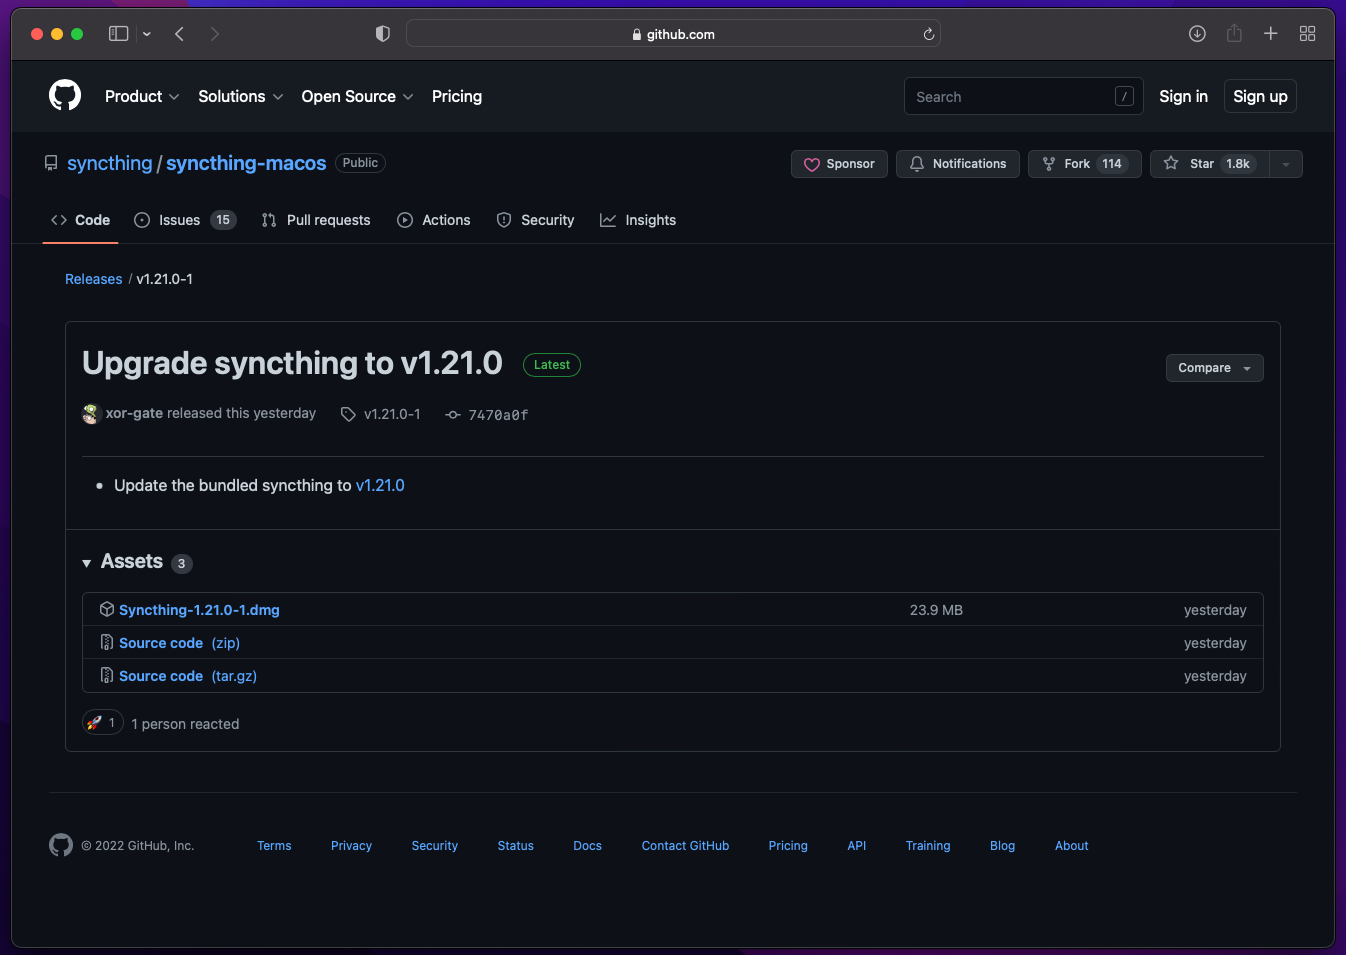 github.com
Product Solutions Open Source Pricing Search / Sign in Sign up
syncthing / syncthing-macos Public Sponsor Notifications Fork 114 Star 1.8k
Code Issues 15 Pull requests Actions Security Insights
Releases / v1.21.0-1
Upgrade syncthing to v1.21.0 Latest Compare
xor-gate released this yesterday v1.21.0-1 7470a0f
• Update the bundled syncthing to v1.21.0
Assets 3
Syncthing-1.21.0-1.dmg 23.9 MB yesterday
Source code (zip) yesterday
Source code (tar.gz) yesterday
🚀 1 1 person reacted
© 2022 GitHub, Inc. Terms Privacy Security Status Docs Contact GitHub Pricing API Training Blog About